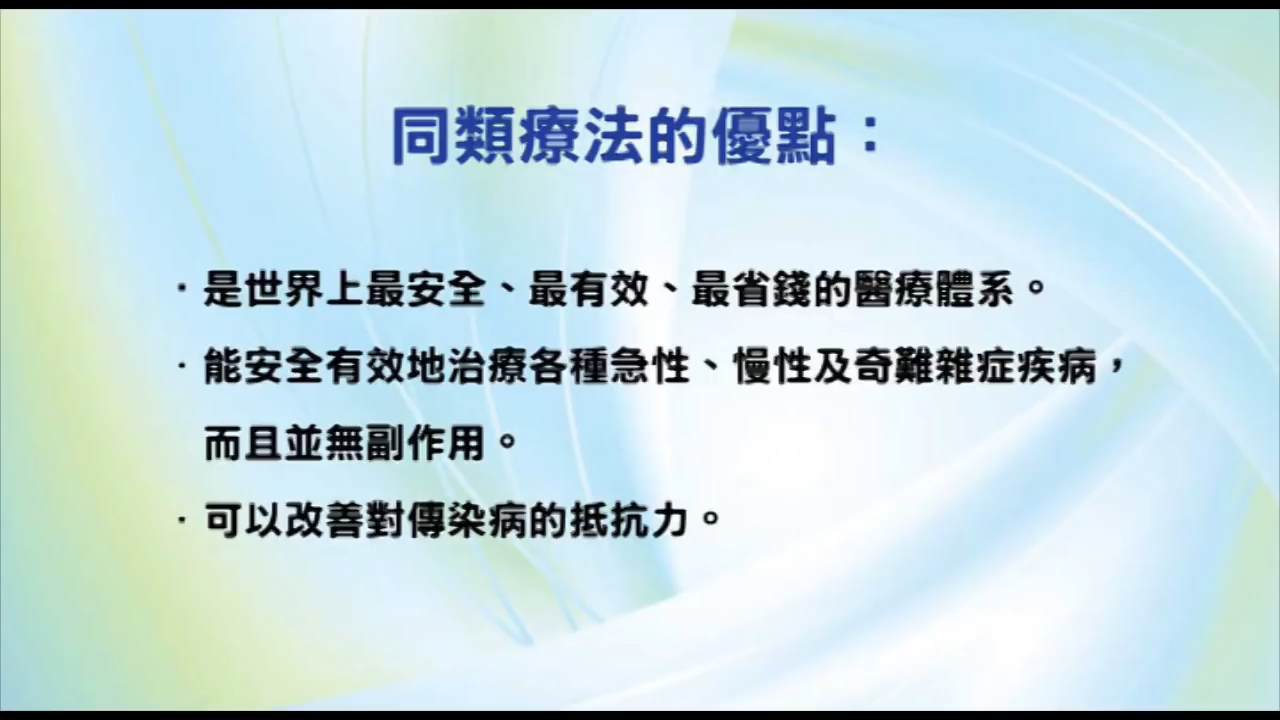 同類療法的優點：
·是世界上最安全、最有效、最省錢的醫療體系。
·能安全有效地治療各種急性、慢性及奇難雜症疾病，
而且並無副作用。
·可以改善對傳染病的抵抗力。